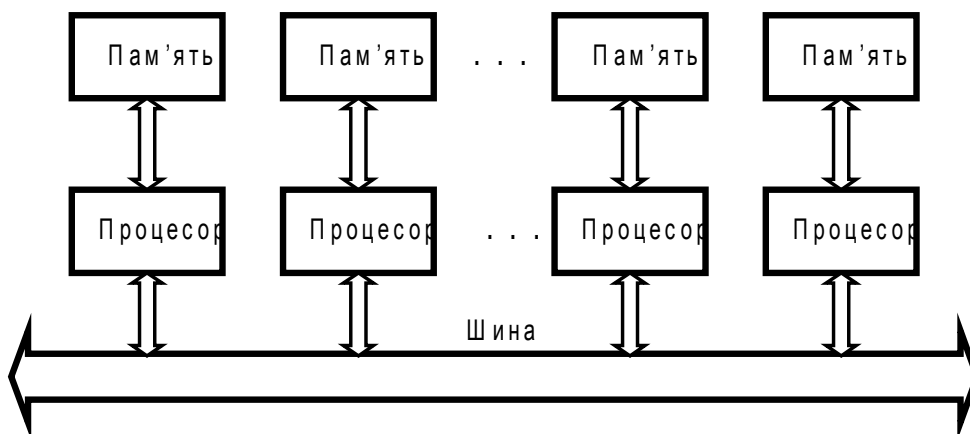 Пам’ять Пам’ять . . . Пам’ять Пам’ять
Процесор Процесор . . . Процесор Процесор
Шина